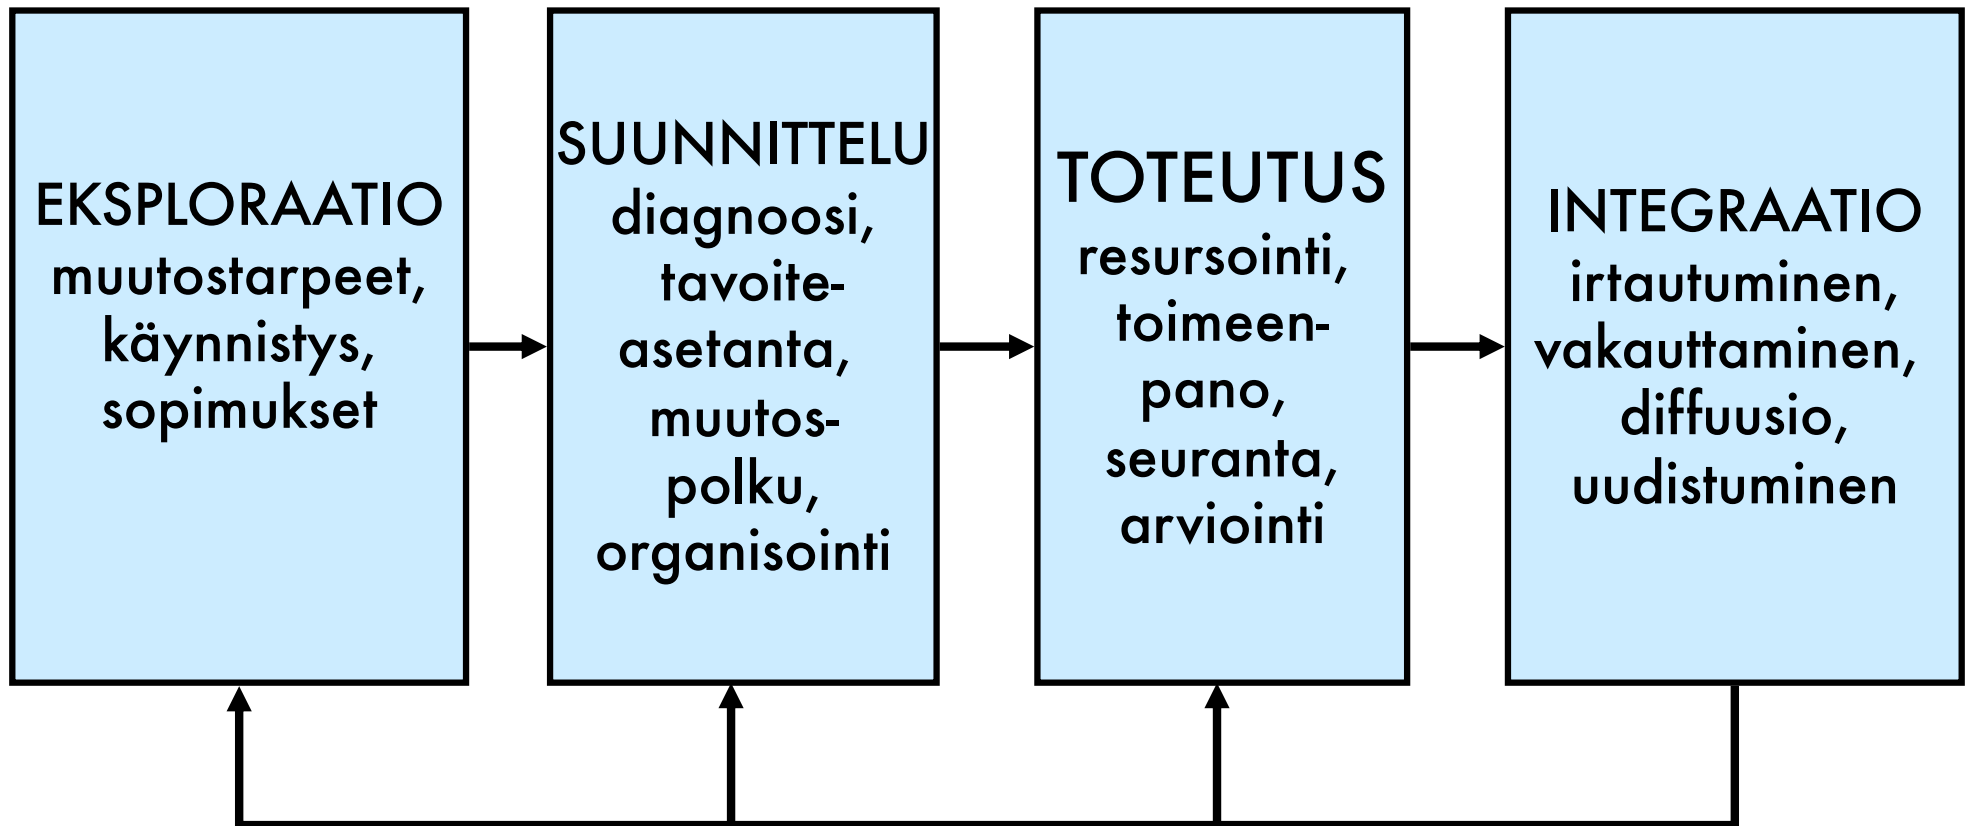 EKSPLORAATIO
muutostarpeet,
käynnistys,
sopimukset
SUUNNITTELU
diagnoosi,
tavoite-
asetanta,
muutos-
polku,
organisointi
TOTEUTUS
resursointi,
toimeen-
pano,
seuranta,
arviointi
INTEGRAATIO
irtautuminen,
vakauttaminen,
diffuusio,
uudistuminen